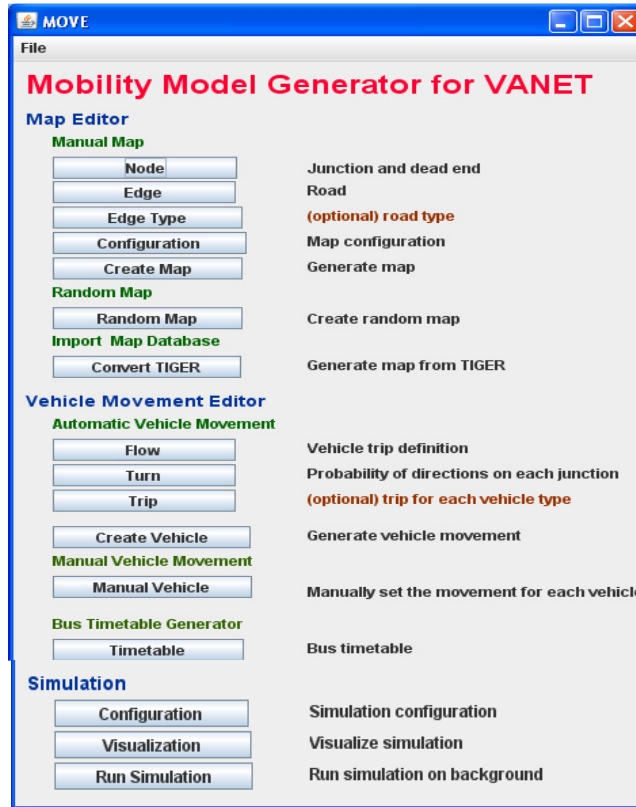 MOVE
File
Mobility Model Generator for VANET
Map Editor
Manual Map
Node Junction and dead end
Edge Road
Edge Type (optional) road type
Configuration Map configuration
Create Map Generate map
Random Map
Random Map Create random map
Import Map Database
Convert TIGER Generate map from TIGER
Vehicle Movement Editor
Automatic Vehicle Movement
Flow Vehicle trip definition
Turn Probability of directions on each junction
Trip (optional) trip for each vehicle type
Create Vehicle Generate vehicle movement
Manual Vehicle Movement
Manual Vehicle Manually set the movement for each vehicle
Bus Timetable Generator
Timetable Bus timetable
Simulation
Configuration Simulation configuration
Visualization Visualize simulation
Run Simulation Run simulation on background